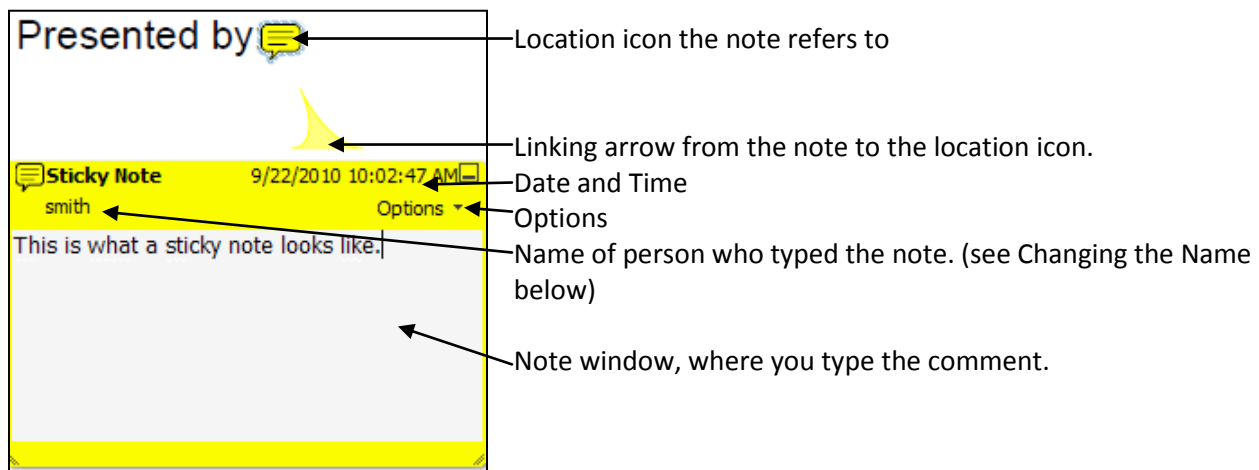 Presented by
Location icon the note refers to
Linking arrow from the note to the location icon.
Sticky Note 9/22/2010 10:02:47 AM
Date and Time
smith Options
Options
This is what a sticky note looks like.
Name of person who typed the note. (see Changing the Name
below)
Note window, where you type the comment.